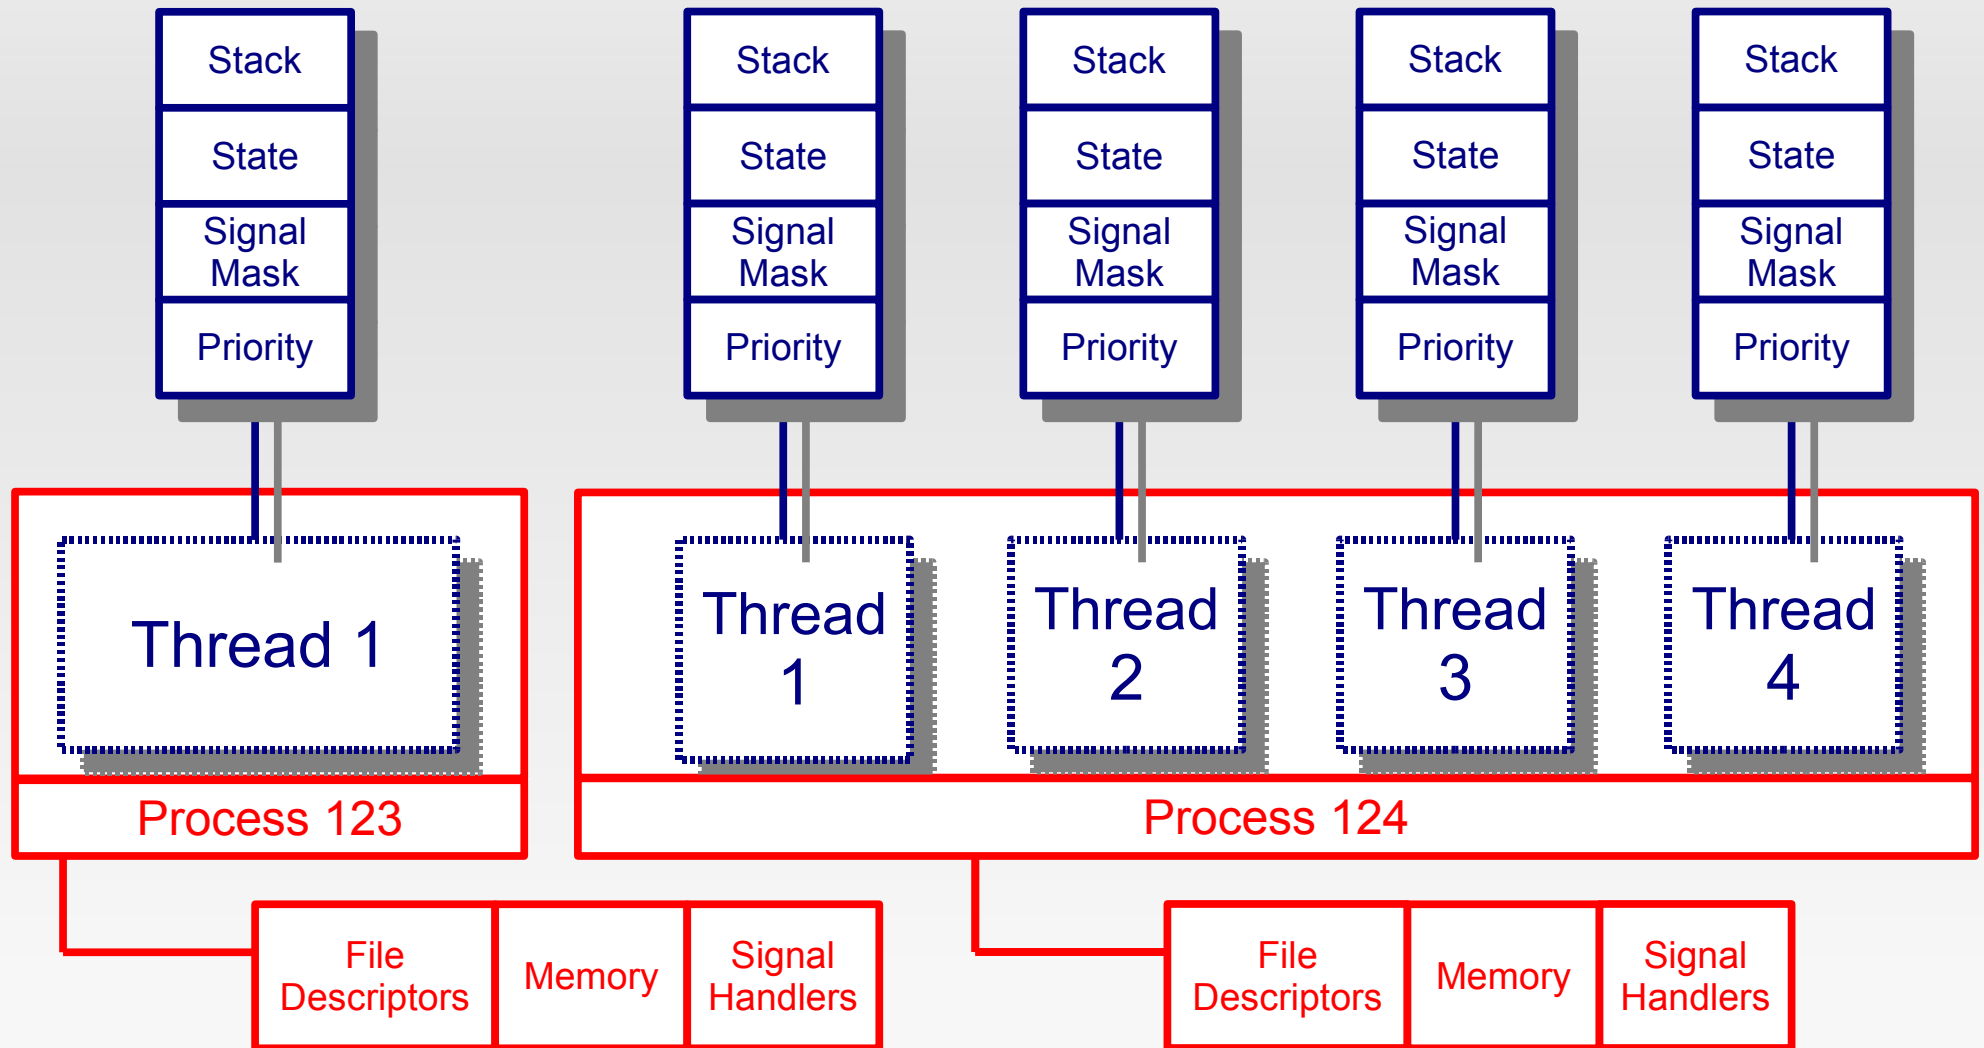 Stack
State
Signal
Mask
Priority
Stack
State
Signal
Mask
Priority
Stack
State
Signal
Mask
Priority
Stack
State
Signal
Mask
Priority
Stack
State
Signal
Mask
Priority
Thread 1
Thread
1
Thread
2
Thread
3
Thread
4
Process 123
Process 124
File
Descriptors
Memory
Signal
Handlers
File
Descriptors
Memory
Signal
Handlers